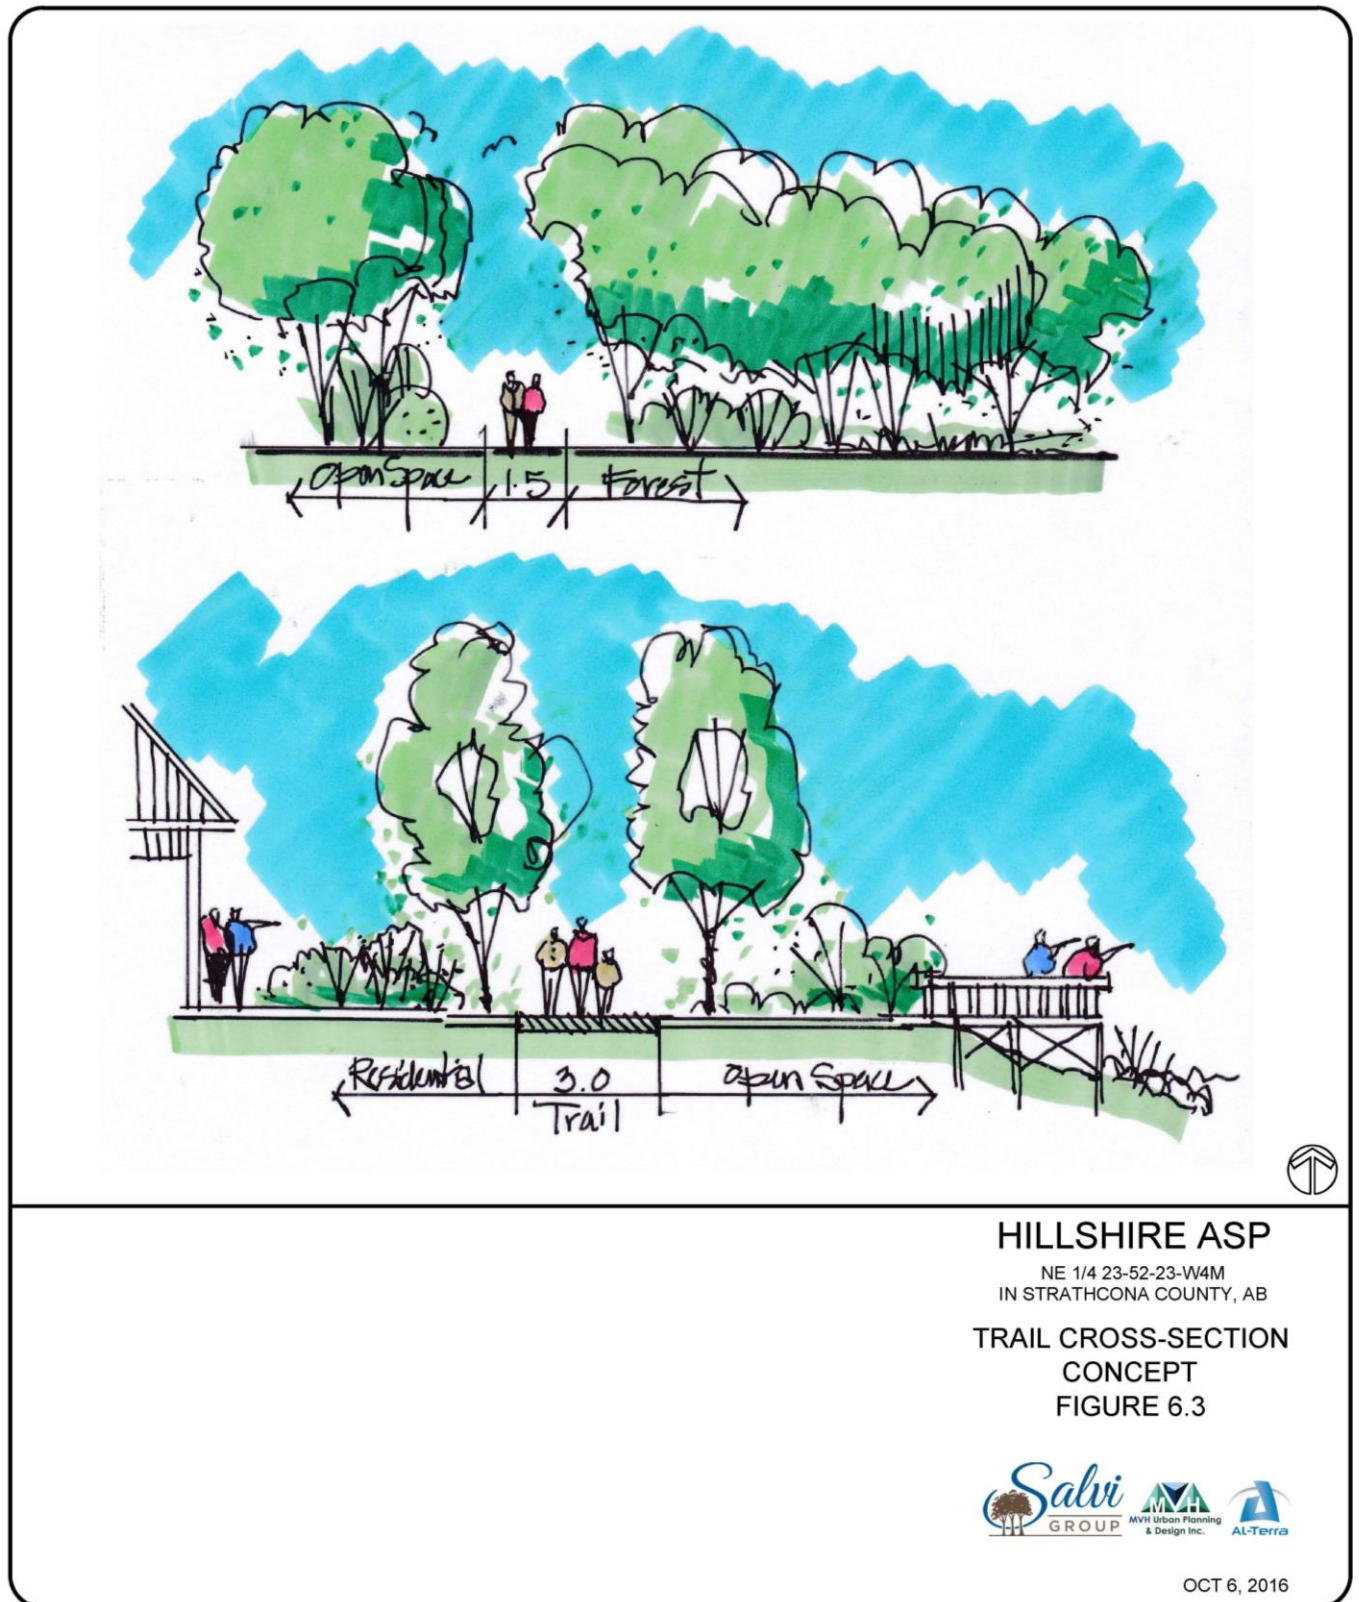 Open Space 1.5 Forest
Residential 3.0 Open Space
Trail
HILLSHIRE ASP
NE 1/4 23-52-23-W4M
IN STRATHCONA COUNTY, AB
TRAIL CROSS-SECTION
CONCEPT
FIGURE 6.3
Salvi
GROUP
MVH
MVH Urban Planning
& Design Inc.
AL-Terra
OCT 6, 2016